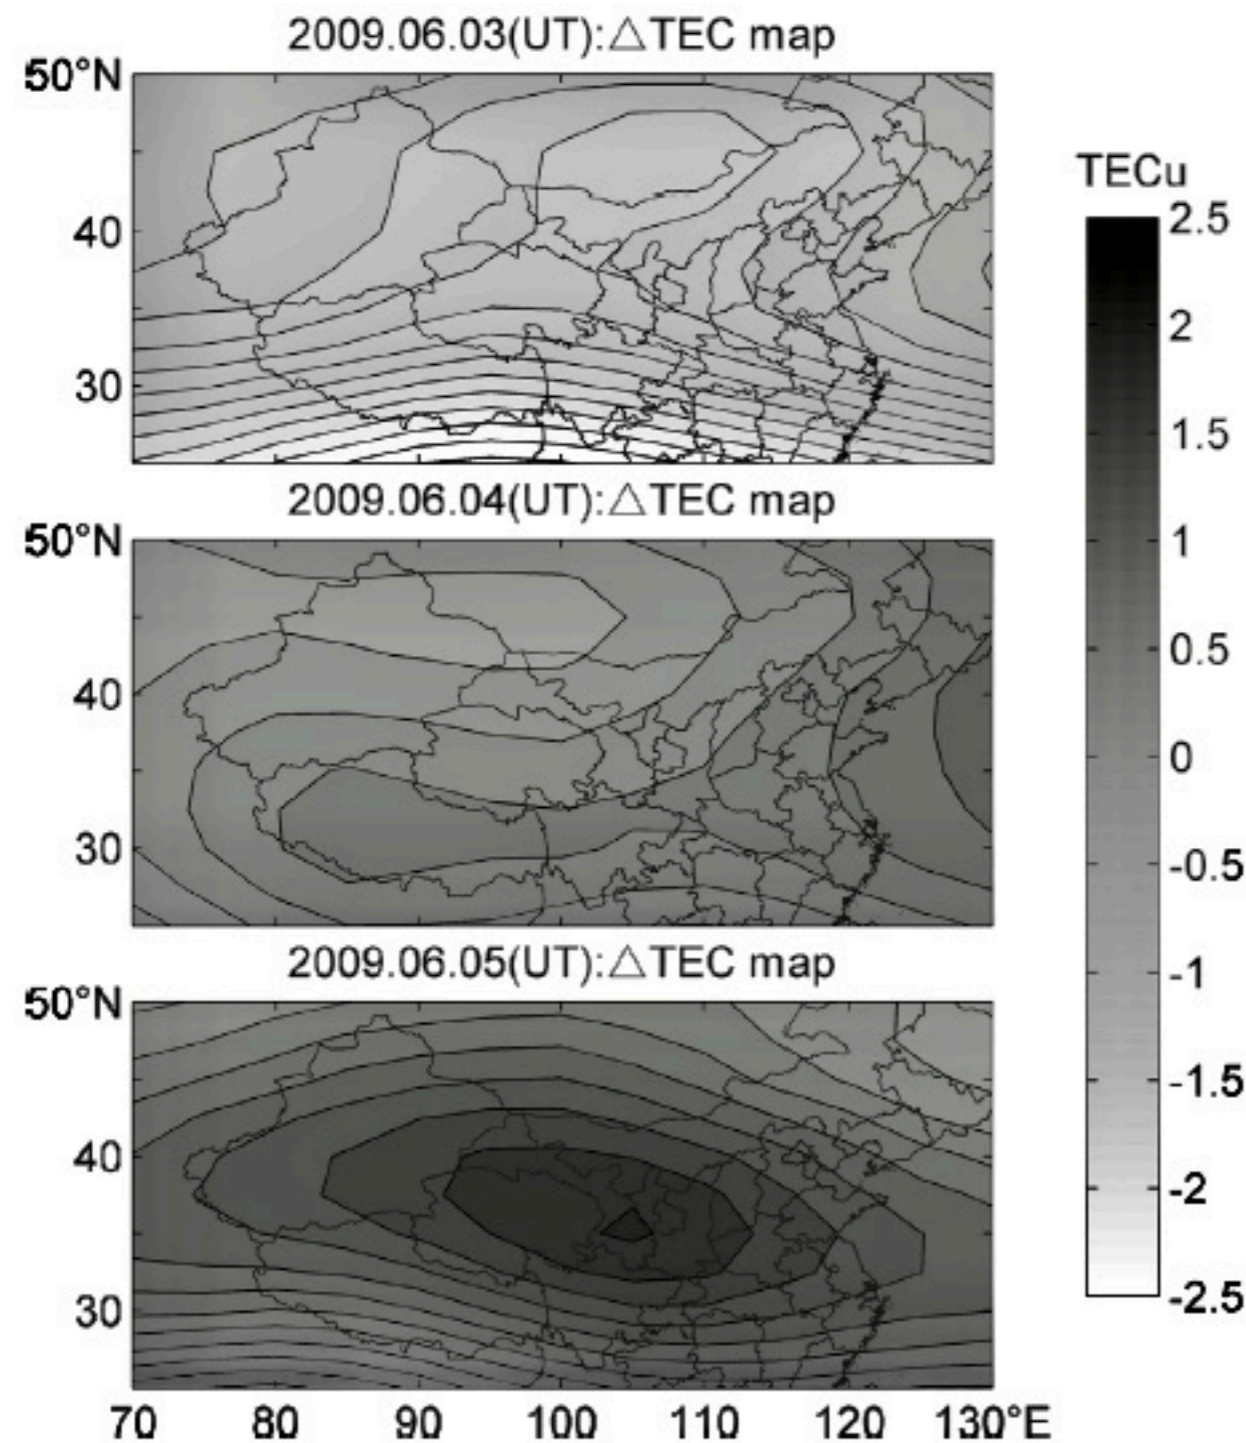 2009.06.03(UT):△TEC map
50°N
40
30
2009.06.04(UT):△TEC map
50°N
40
30
2009.06.05(UT):△TEC map
50°N
40
30
70 80 90 100 110 120 130°E
TECu
2.5
2
1.5
1
0.5
0
-0.5
-1
-1.5
-2
-2.5